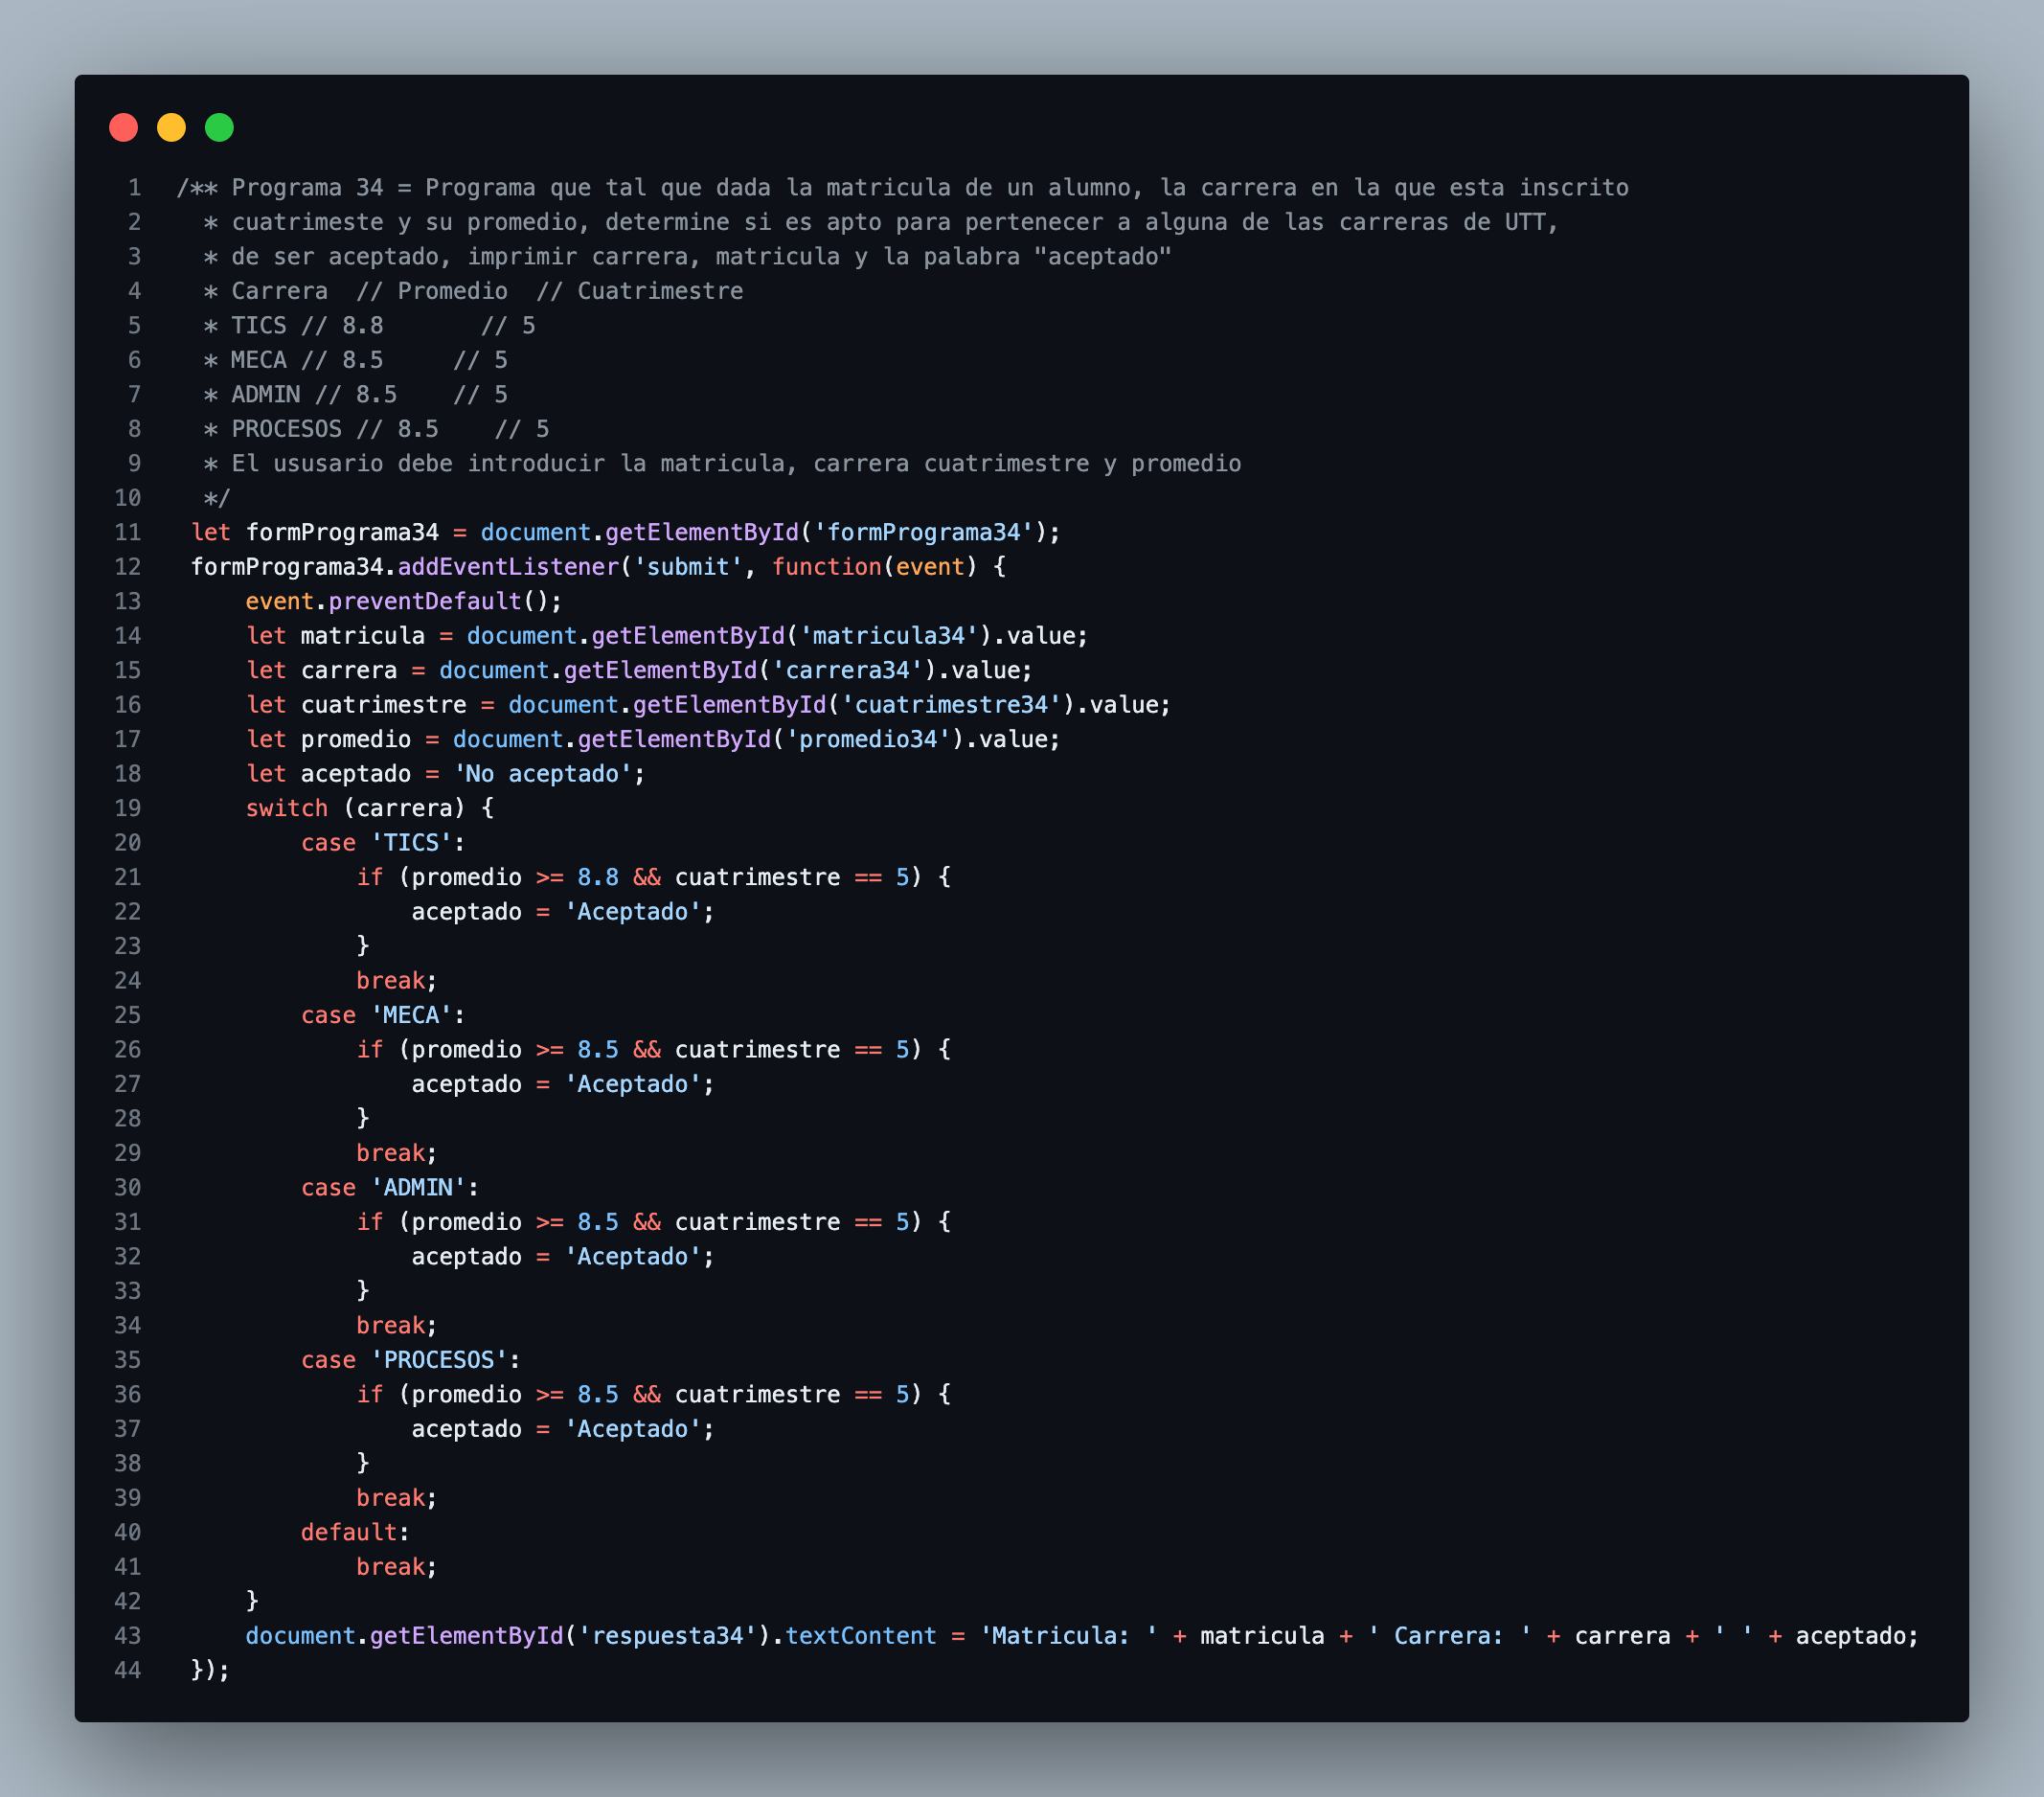 1 /** Programa 34 = Programa que tal que dada la matricula de un alumno, la carrera en la que esta inscrito
2   * cuatrimeste y su promedio, determine si es apto para pertenecer a alguna de las carreras de UTT,
3   * de ser aceptado, imprimir carrera, matricula y la palabra "aceptado"
4   * Carrera  // Promedio  // Cuatrimestre
5   * TICS // 8.8       // 5
6   * MECA // 8.5     // 5
7   * ADMIN // 8.5    // 5
8   * PROCESOS // 8.5    // 5
9   * El ususario debe introducir la matricula, carrera cuatrimestre y promedio
10   */
11  let formPrograma34 = document.getElementById('formPrograma34');
12  formPrograma34.addEventListener('submit', function(event) {
13      event.preventDefault();
14      let matricula = document.getElementById('matricula34').value;
15      let carrera = document.getElementById('carrera34').value;
16      let cuatrimestre = document.getElementById('cuatrimestre34').value;
17      let promedio = document.getElementById('promedio34').value;
18      let aceptado = 'No aceptado';
19      switch (carrera) {
20          case 'TICS':
21              if (promedio >= 8.8 && cuatrimestre == 5) {
22                  aceptado = 'Aceptado';
23              }
24              break;
25          case 'MECA':
26              if (promedio >= 8.5 && cuatrimestre == 5) {
27                  aceptado = 'Aceptado';
28              }
29              break;
30          case 'ADMIN':
31              if (promedio >= 8.5 && cuatrimestre == 5) {
32                  aceptado = 'Aceptado';
33              }
34              break;
35          case 'PROCESOS':
36              if (promedio >= 8.5 && cuatrimestre == 5) {
37                  aceptado = 'Aceptado';
38              }
39              break;
40          default:
41              break;
42      }
43      document.getElementById('respuesta34').textContent = 'Matricula: ' + matricula + ' Carrera: ' + carrera + ' ' + aceptado;
44  });